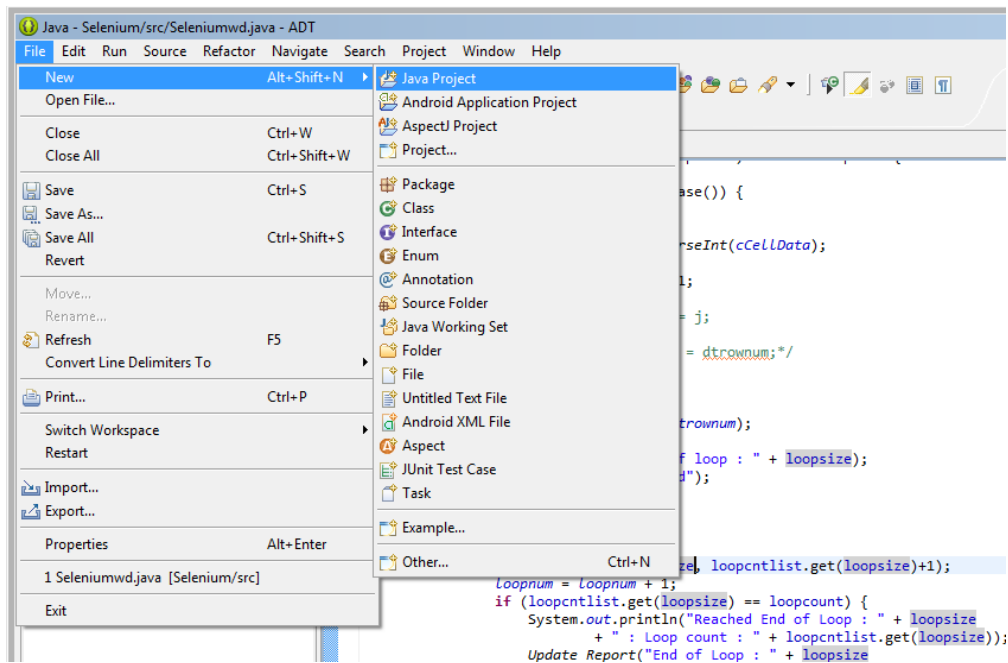 Java - Selenium/src/Seleniumwd.java - ADT
File Edit Run Source Refactor Navigate Search Project Window Help
New Alt+Shift+N
Open File...
Close Ctrl+W
Close All Ctrl+Shift+W
Save Ctrl+S
Save As...
Save All Ctrl+Shift+S
Revert
Move...
Rename...
Refresh F5
Convert Line Delimiters To
Print... Ctrl+P
Switch Workspace
Restart
Import...
Export...
Properties Alt+Enter
1 Seleniumwd.java [Selenium/src]
Exit
Java Project
Android Application Project
AspectJ Project
Project...
Package
Class
Interface
Enum
Annotation
Source Folder
Java Working Set
Folder
File
Untitled Text File
Android XML File
Aspect
JUnit Test Case
Task
Example...
Other... Ctrl+N
ase()) {
rseInt(cCellData);
1;
= j;
= dtrownum;*/
trownum);
f loop : " + loopsize);
d");
ze, loopcntlist.get(loopsize)+1);
loopnum = loopnum + 1;
if (loopcntlist.get(loopsize) == loopcount) {
System.out.println("Reached End of Loop : " + loopsize
+ " : Loop count : " + loopcntlist.get(loopsize));
Update Report("End of Loop : " + loopsize